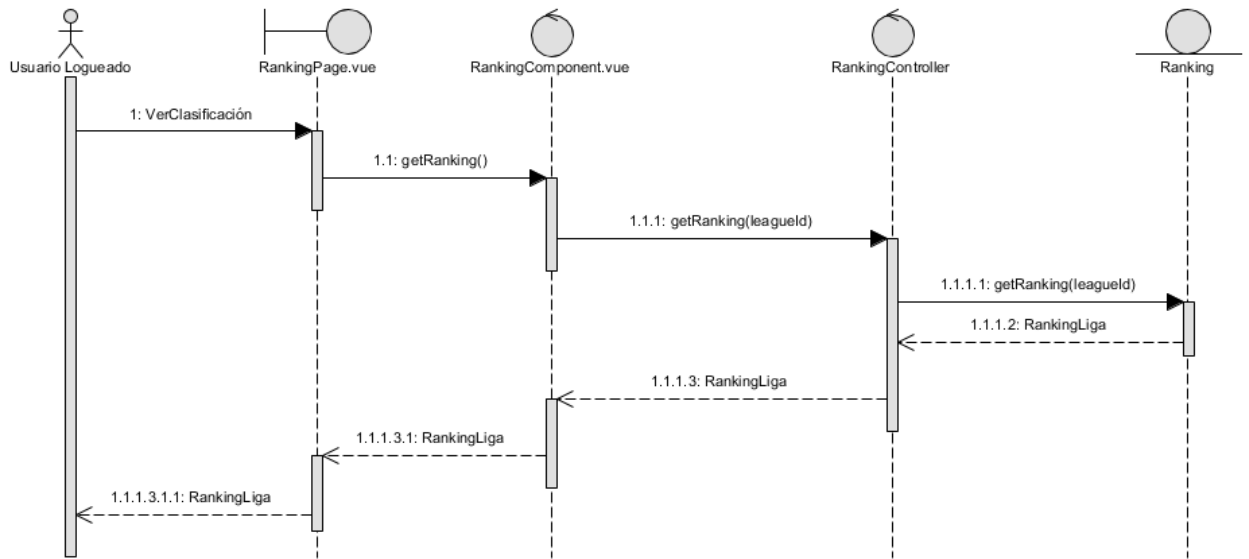 Usuario Logueado
RankingPage.vue
RankingComponent.vue
RankingController
Ranking
1: VerClasificación
1.1: getRanking()
1.1.1: getRanking(leagueId)
1.1.1.1: getRanking(leagueId)
1.1.1.2: RankingLiga
1.1.1.3: RankingLiga
1.1.1.3.1: RankingLiga
1.1.1.3.1.1: RankingLiga